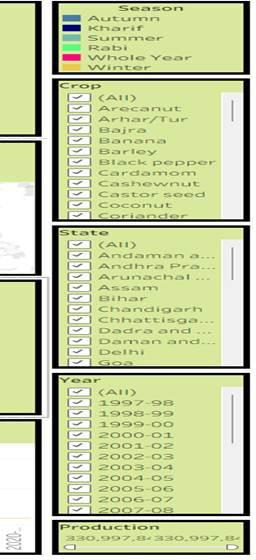 Season
Autumn
Kharif
Summer
Rabi
Whole Year
Winter
Crop
(All)
Arecanut
Arhar/Tur
Bajra
Banana
Barley
Black pepper
Cardamom
Cashewnut
Castor seed
Coconut
Coriander
State
(All)
Andaman a...
Andhra Pra...
Arunachal ...
Assam
Bihar
Chandigarh
Chhattisga...
Dadra and ...
Daman and...
Delhi
Goa
Year
(All)
1997-98
1998-99
1999-00
2000-01
2001-02
2002-03
2003-04
2004-05
2005-06
2006-07
2007-08
Production
330,997,8 330,997,8
2020-